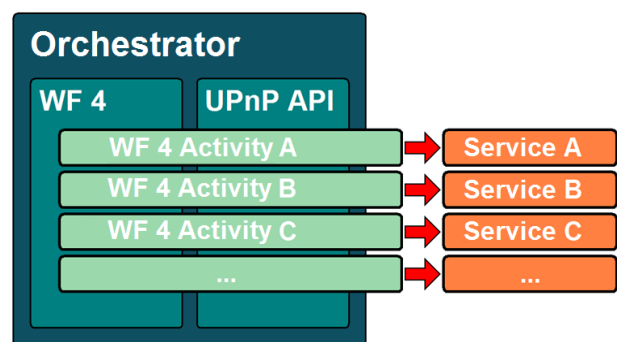 Orchestrator
WF 4 UPnP API
WF 4 Activity A Service A
WF 4 Activity B Service B
WF 4 Activity C Service C
... ...